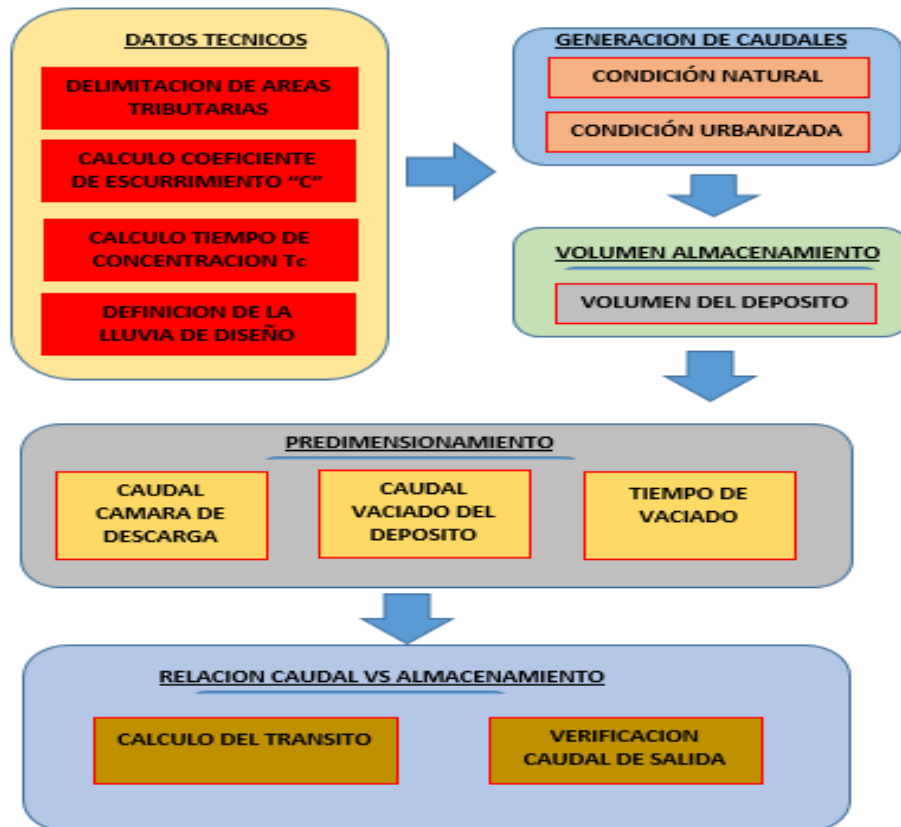 DATOS TECNICOS
DELIMITACION DE AREAS
TRIBUTARIAS
CALCULO COEFICIENTE
DE ESCURRIMIENTO “C”
CALCULO TIEMPO DE
CONCENTRACION Tc
DEFINICION DE LA
LLUVIA DE DISEÑO
GENERACION DE CAUDALES
CONDICIÓN NATURAL
CONDICIÓN URBANIZADA
VOLUMEN ALMACENAMIENTO
VOLUMEN DEL DEPOSITO
PREDIMENSIONAMIENTO
CAUDAL
CAMARA DE
DESCARGA
CAUDAL
VACIADO DEL
DEPOSITO
TIEMPO DE
VACIADO
RELACION CAUDAL VS ALMACENAMIENTO
CALCULO DEL TRANSITO
VERIFICACION
CAUDAL DE SALIDA